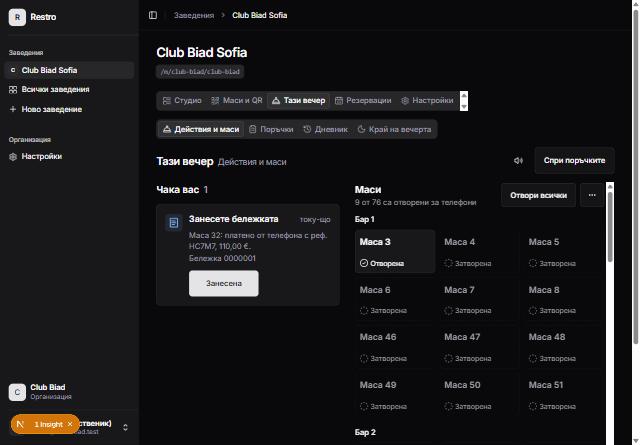 R Restro
Заведения > Club Biad Sofia
Заведения
C Club Biad Sofia
Всички заведения
+ Ново заведение
Организация
Настройки
Club Biad Sofia
/m/club-biad/club-biad
Студио Маси и QR Тази вечер Резервации Настройки
Действия и маси Поръчки Дневник Край на вечерта
Тази вечер Действия и маси
Спри поръчките
Чака вас 1
Занесете бележката току-що
Маса 32: платено от телефона с реф.
HC7M7, 110,00 €.
Бележка 0000001
Занесена
Маси
9 от 76 са отворени за телефони
Отвори всички ...
Бар 1
Маса 3 Маса 4 Маса 5
Отворена Затворена Затворена
Маса 6 Маса 7 Маса 8
Затворена Затворена Затворена
Маса 46 Маса 47 Маса 48
Затворена Затворена Затворена
Маса 49 Маса 50 Маса 51
Затворена Затворена Затворена
Бар 2
C Club Biad
Организация
N 1 Insight ×